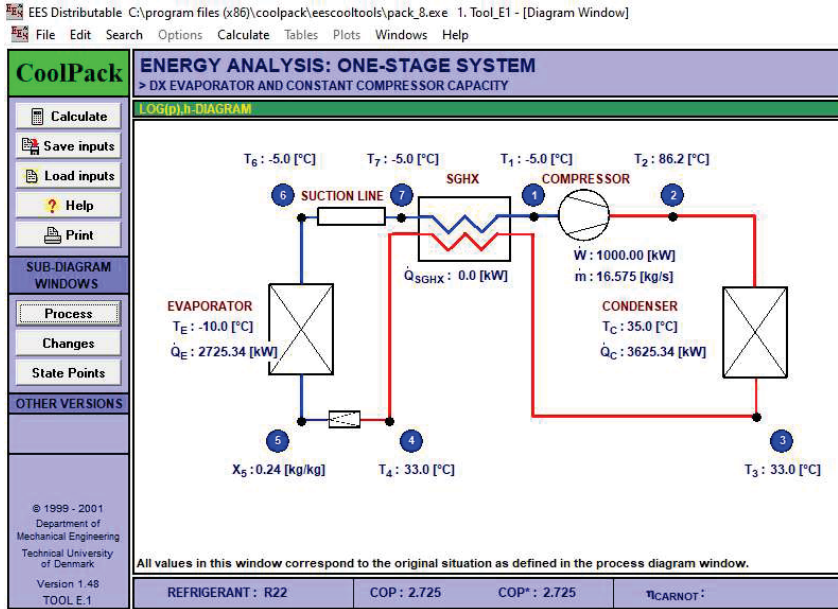 EES Distributable C:\program files (x86)\coolpack\eescooltools\pack_8.exe 1. Tool_E1 - [Diagram Window]
File Edit Search Options Calculate Tables Plots Windows Help
CoolPack
ENERGY ANALYSIS: ONE-STAGE SYSTEM
> DX EVAPORATOR AND CONSTANT COMPRESSOR CAPACITY
LOG(p),h-DIAGRAM
Calculate
Save inputs
Load inputs
? Help
Print
SUB-DIAGRAM
WINDOWS
Process
Changes
State Points
OTHER VERSIONS
© 1999 - 2001
Department of
Mechanical Engineering
Technical University
of Denmark
Version 1.48
TOOL E.1
T6 : -5.0 [°C] T7 : -5.0 [°C] T1 : -5.0 [°C] T2 : 86.2 [°C]
SGHX COMPRESSOR
6 SUCTION LINE 7 1 2
Ẇ : 1000.00 [kW]
Q̇SGHX : 0.0 [kW] ṁ : 16.575 [kg/s]
EVAPORATOR CONDENSER
TE : -10.0 [°C] TC : 35.0 [°C]
Q̇E : 2725.34 [kW] Q̇C : 3625.34 [kW]
5 4 3
X5 : 0.24 [kg/kg] T4 : 33.0 [°C] T3 : 33.0 [°C]
All values in this window correspond to the original situation as defined in the process diagram window.
REFRIGERANT : R22 COP : 2.725 COP* : 2.725 ηCARNOT :